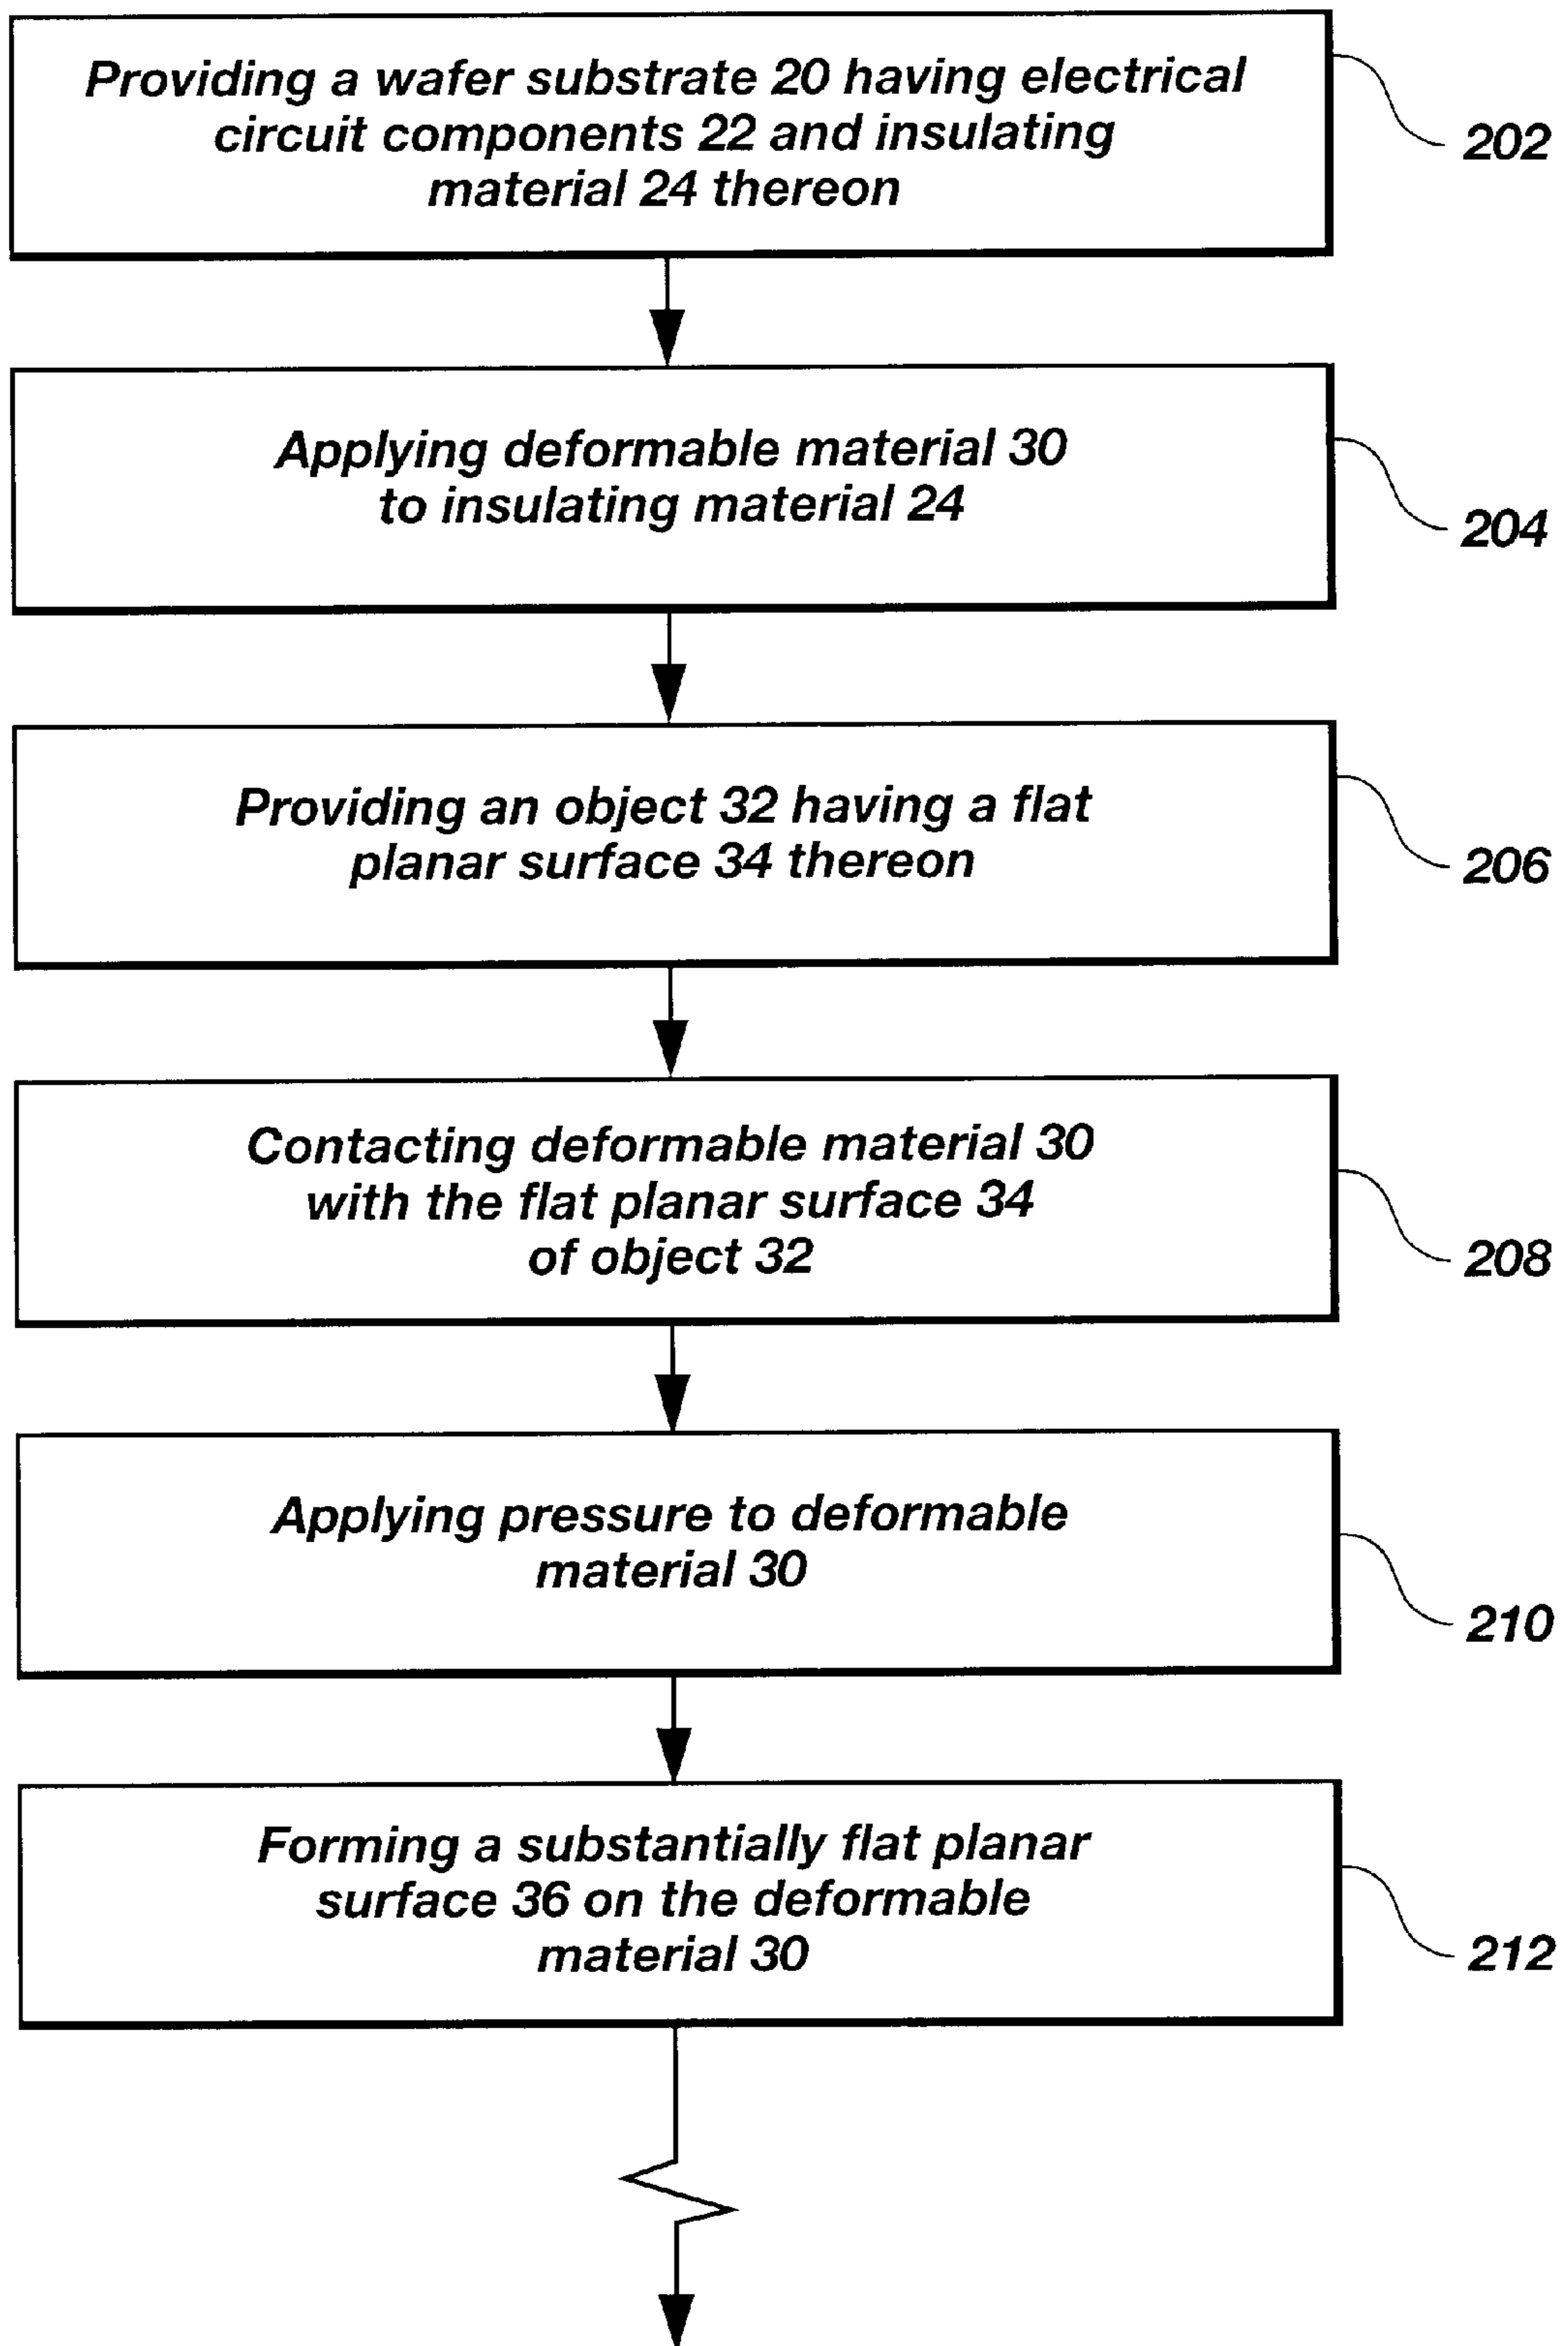 Providing a wafer substrate 20 having electrical
circuit components 22 and insulating
material 24 thereon
202
Applying deformable material 30
to insulating material 24
204
Providing an object 32 having a flat
planar surface 34 thereon
206
Contacting deformable material 30
with the flat planar surface 34
of object 32
208
Applying pressure to deformable
material 30
210
Forming a substantially flat planar
surface 36 on the deformable
material 30
212